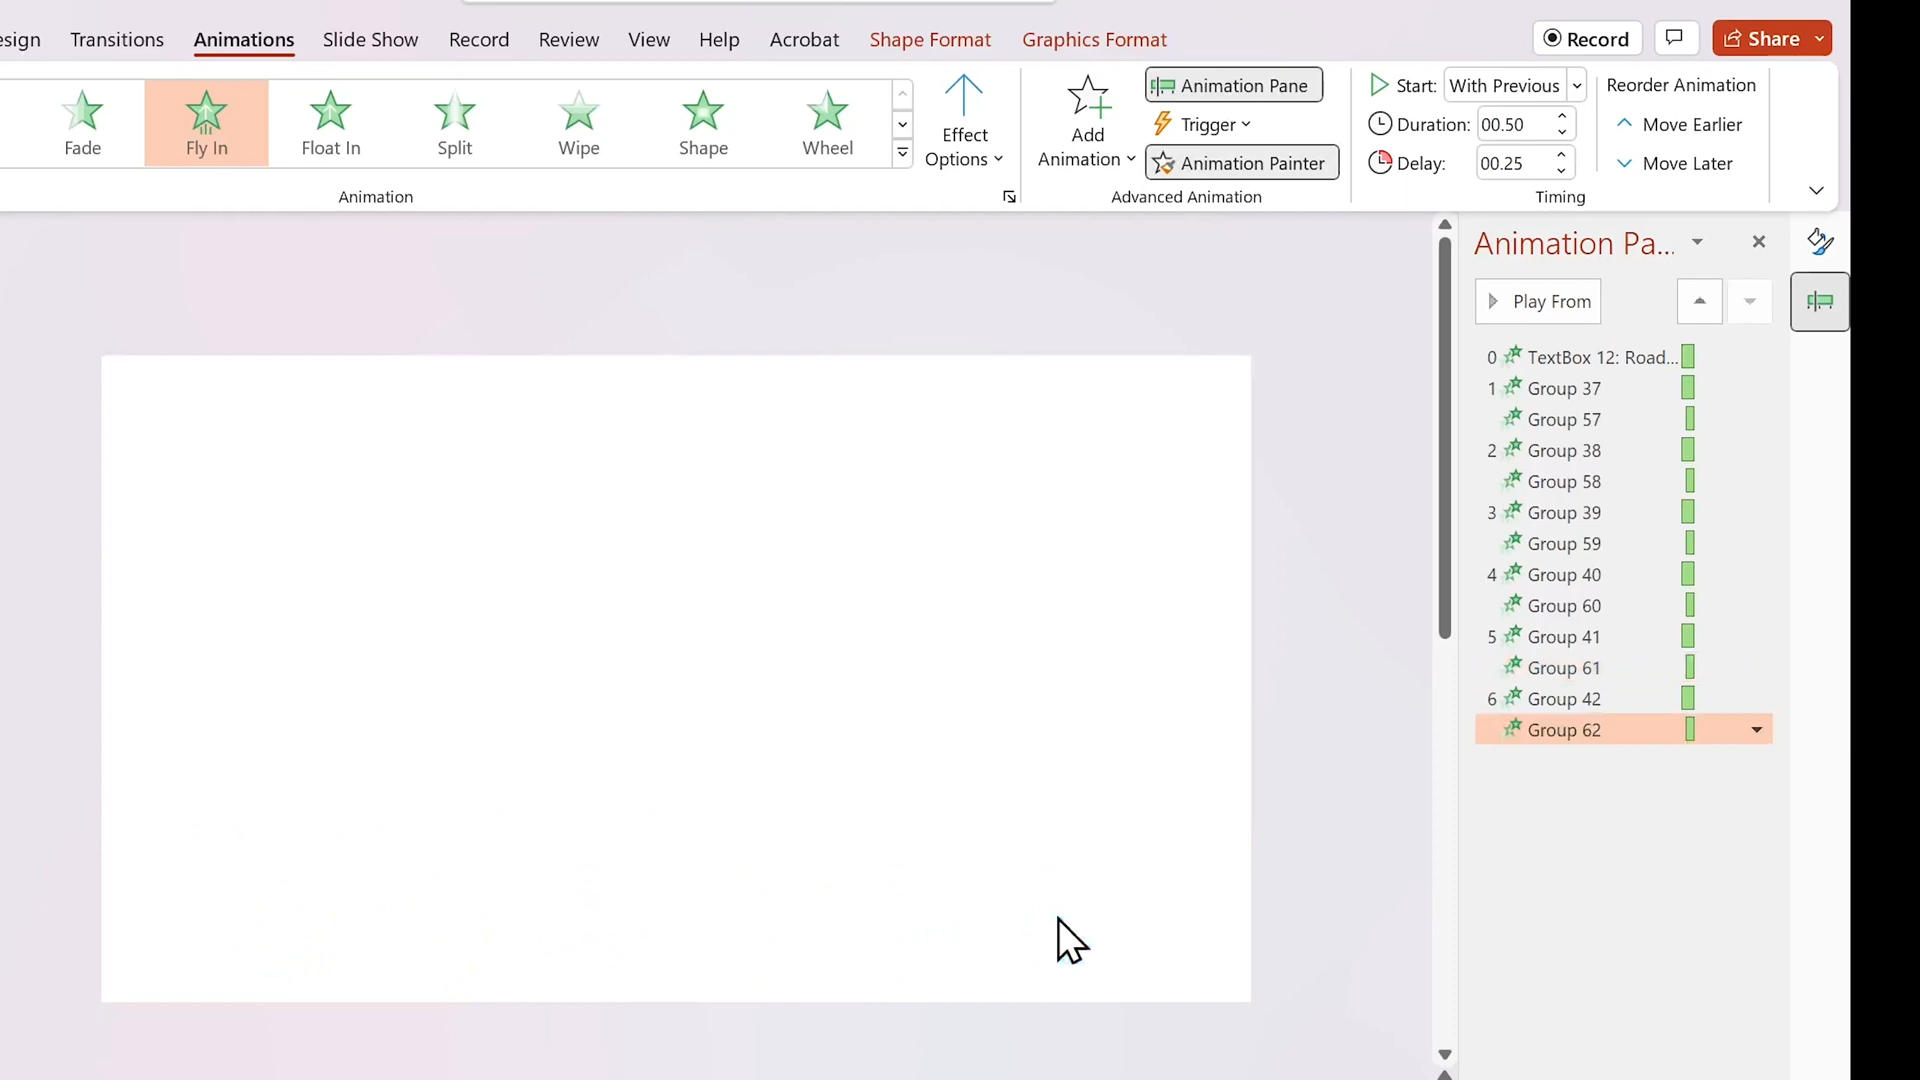 esign Transitions Animations Slide Show Record Review View Help Acrobat Shape Format Graphics Format Record Share
Fade Fly In Float In Split Wipe Shape Wheel
Effect Options
Add Animation
Animation Pane
Trigger
Animation Painter
Start: With Previous
Duration: 00.50
Delay: 00.25
Reorder Animation
Move Earlier
Move Later
Animation
Advanced Animation
Timing
Animation Pa...
Play From
0 TextBox 12: Road...
1 Group 37
Group 57
2 Group 38
Group 58
3 Group 39
Group 59
4 Group 40
Group 60
5 Group 41
Group 61
6 Group 42
Group 62